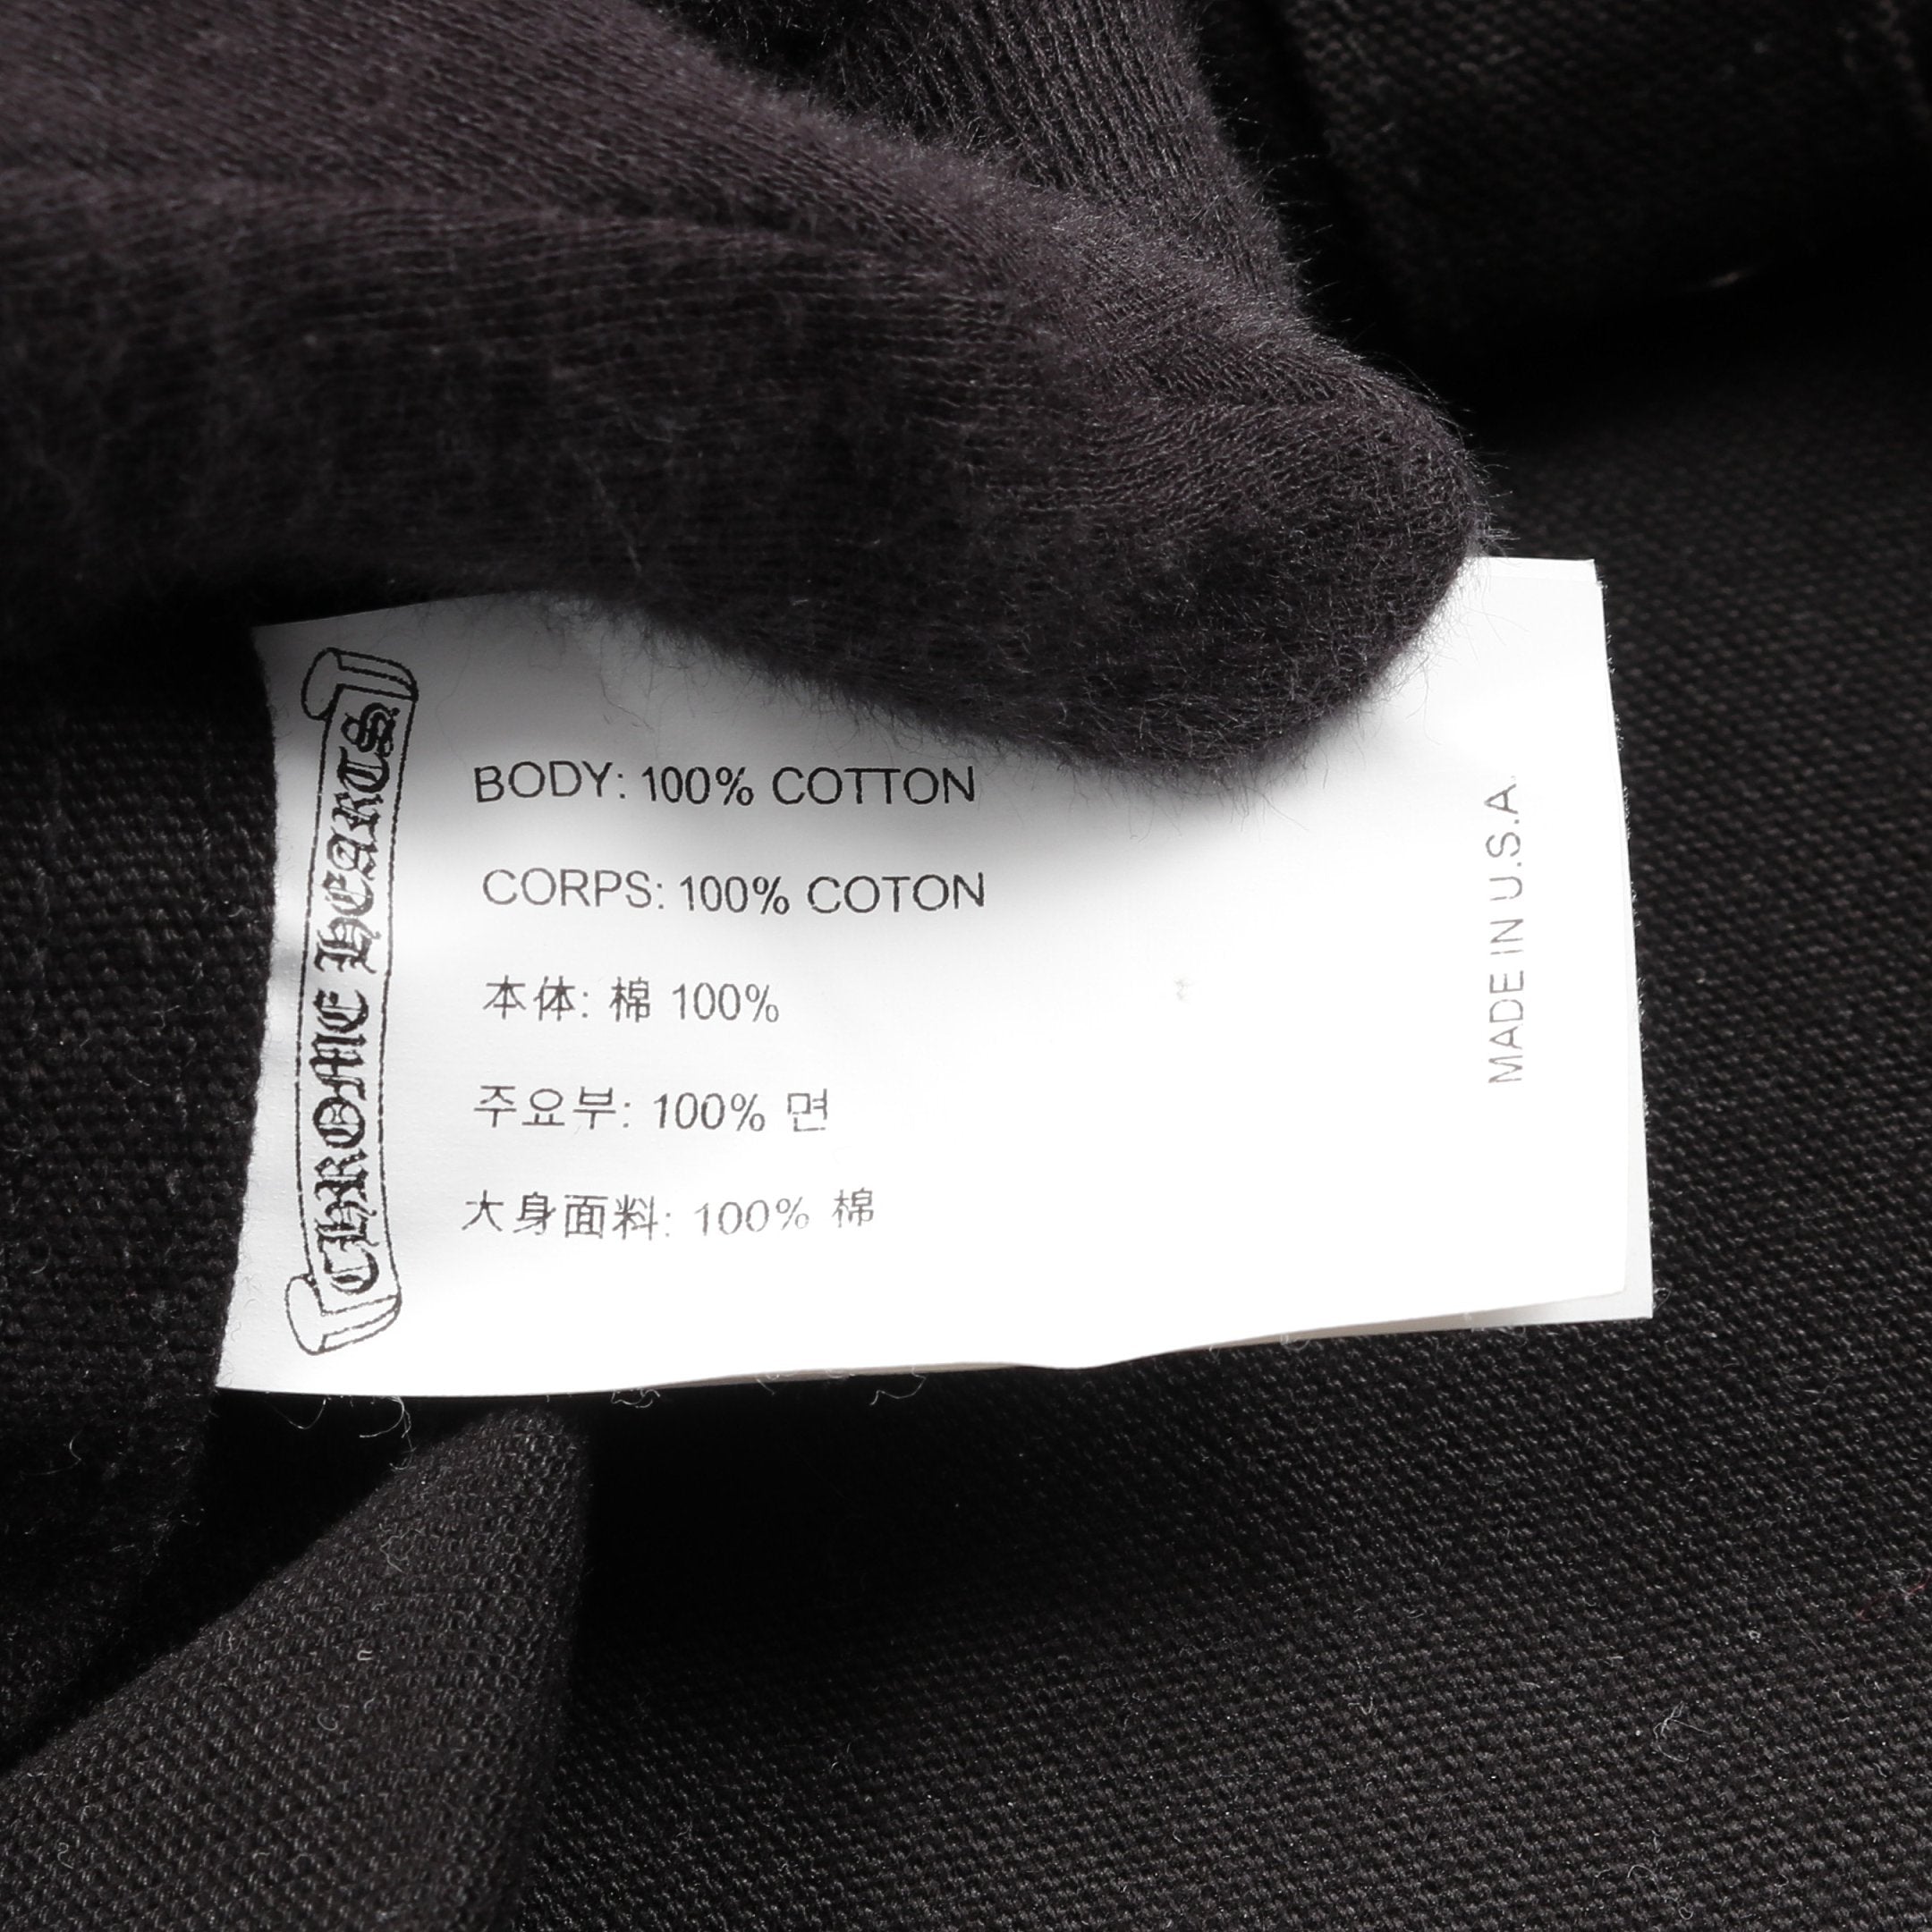 CHROME HEARTS
BODY: 100% COTTON
CORPS: 100% COTON
本体: 棉 100%
주요부: 100% 면
大身面料: 100% 棉
MADE IN U.S.A.